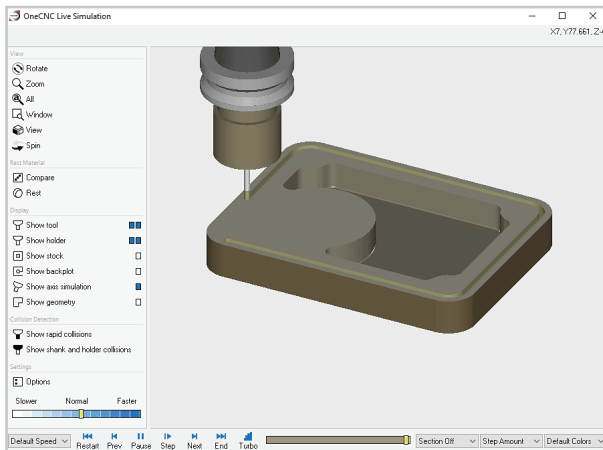 OneCNC Live Simulation
X7, Y77.661, Z-4
View
Rotate
Zoom
All
Window
View
Spin
Rest Material
Compare
Rest
Display
Show tool
Show holder
Show stock
Show backplot
Show axis simulation
Show geometry
Collision Detection
Show rapid collisions
Show shank and holder collisions
Settings
Options
Slower Normal Faster
Default Speed Restart Prev Pause Step Next End Turbo Section Off Step Amount Default Colors